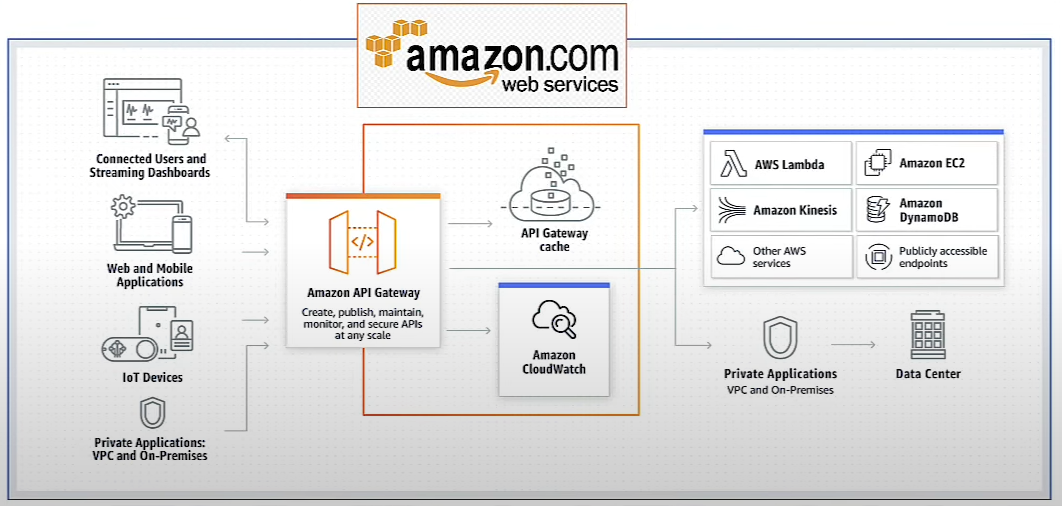 amazon.com
web services
Connected Users and
Streaming Dashboards
Web and Mobile
Applications
IoT Devices
Private Applications:
VPC and On-Premises
</>
Amazon API Gateway
Create, publish, maintain,
monitor, and secure APIs
at any scale
API Gateway
cache
Amazon
CloudWatch
AWS Lambda
Amazon EC2
Amazon Kinesis
Amazon
DynamoDB
Other AWS
services
Publicly accessible
endpoints
Private Applications
VPC and On-Premises
Data Center